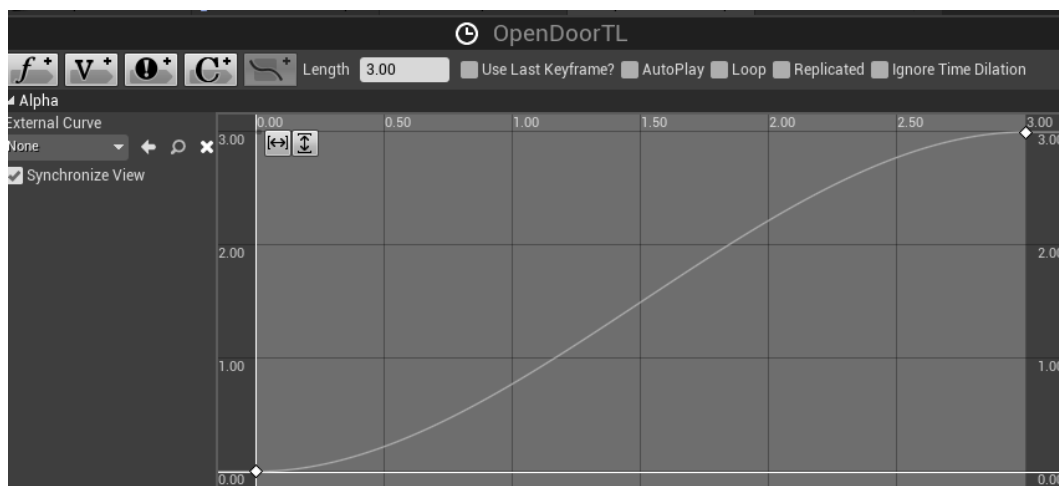 OpenDoorTL
f+ V+ !+ C+ + Length 3.00 Use Last Keyframe? AutoPlay Loop Replicated Ignore Time Dilation
Alpha
External Curve
None
Synchronize View
0.00 0.50 1.00 1.50 2.00 2.50 3.00
3.00 3.00
2.00 2.00
1.00 1.00
0.00 0.00